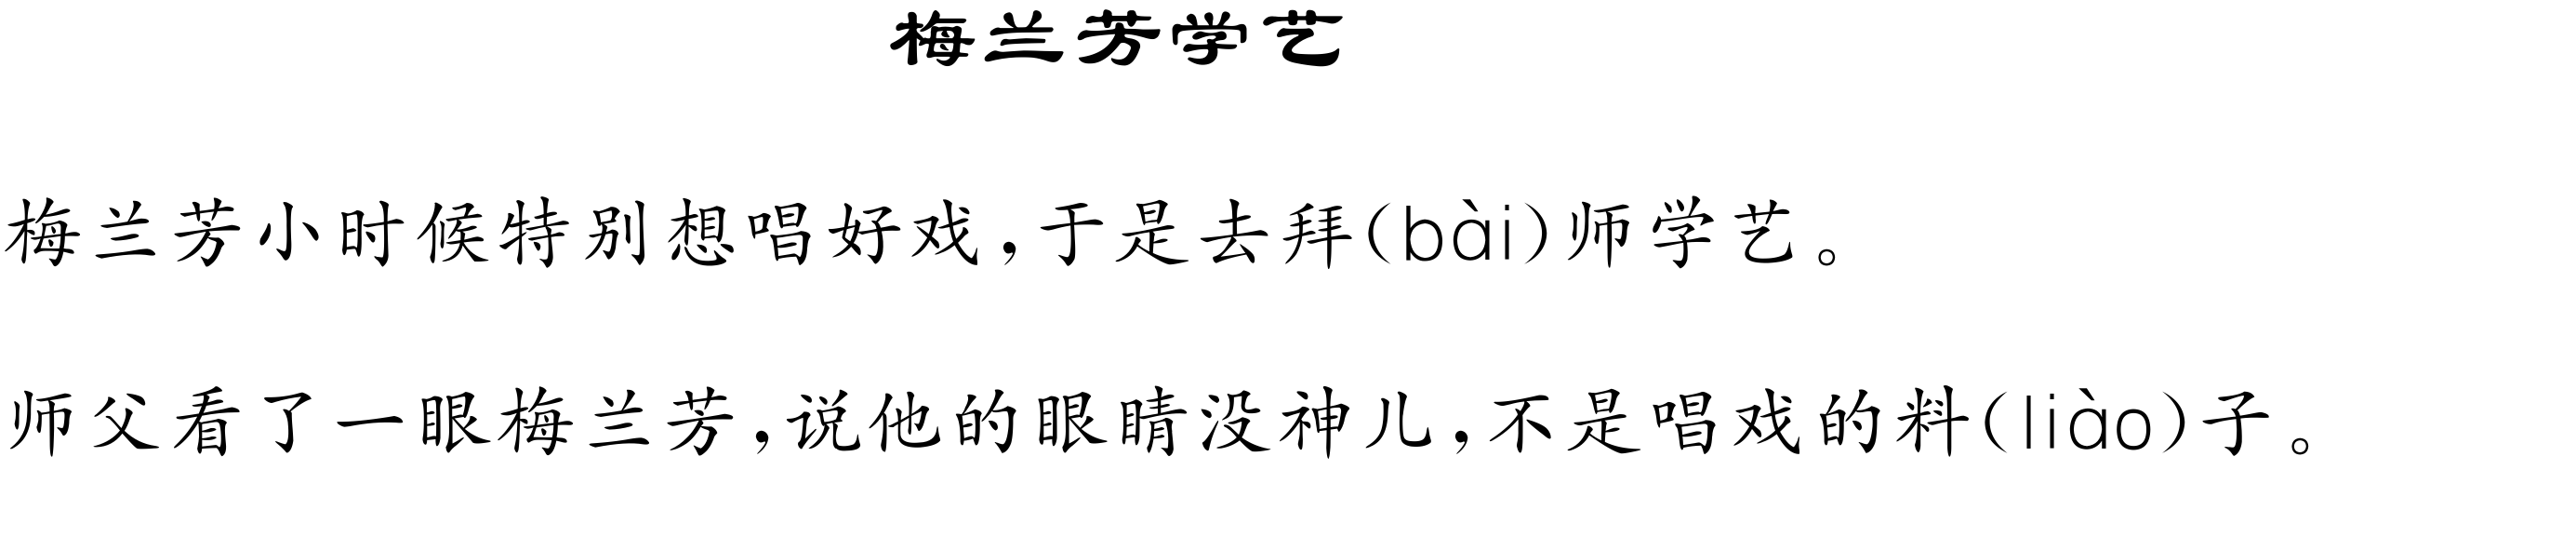 梅兰芳学艺
梅兰芳小时候特别想唱好戏,于是去拜(bài)师学艺。
师父看了一眼梅兰芳,说他的眼睛没神儿,不是唱戏的料(liào)子。